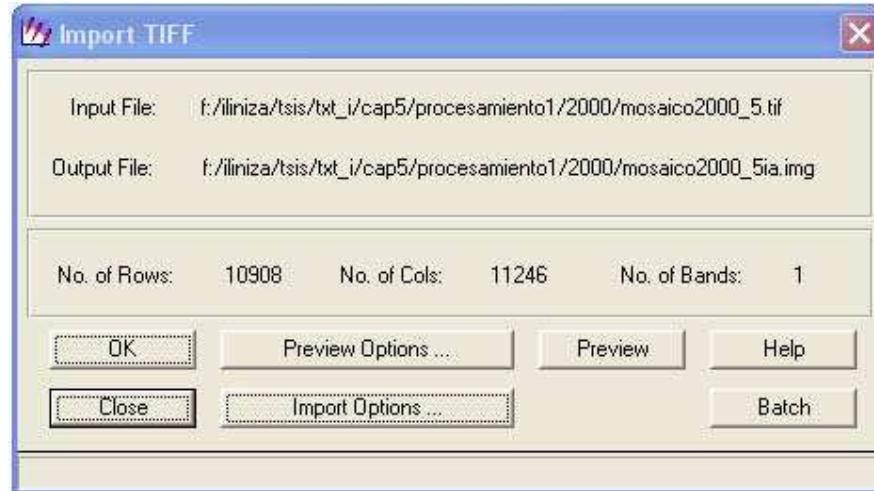 Import TIFF
Input File: f:/iliniza/tsis/txt_i/cap5/procesamiento1/2000/mosaico2000_5.tif
Output File: f:/iliniza/tsis/txt_i/cap5/procesamiento1/2000/mosaico2000_5ia.img
No. of Rows: 10908 No. of Cols: 11246 No. of Bands: 1
OK Preview Options ... Preview Help
Close Import Options ... Batch